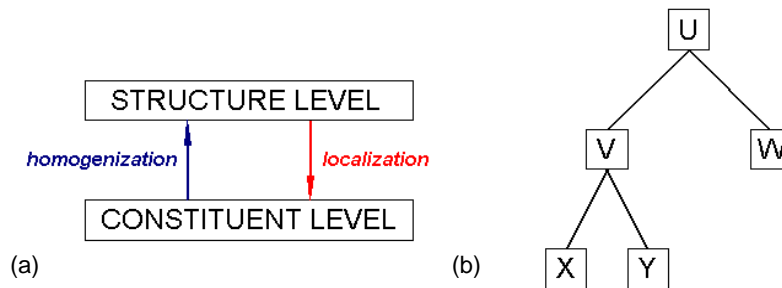 STRUCTURE LEVEL
homogenization
localization
CONSTITUENT LEVEL
(a)
U
V
W
X
Y
(b)